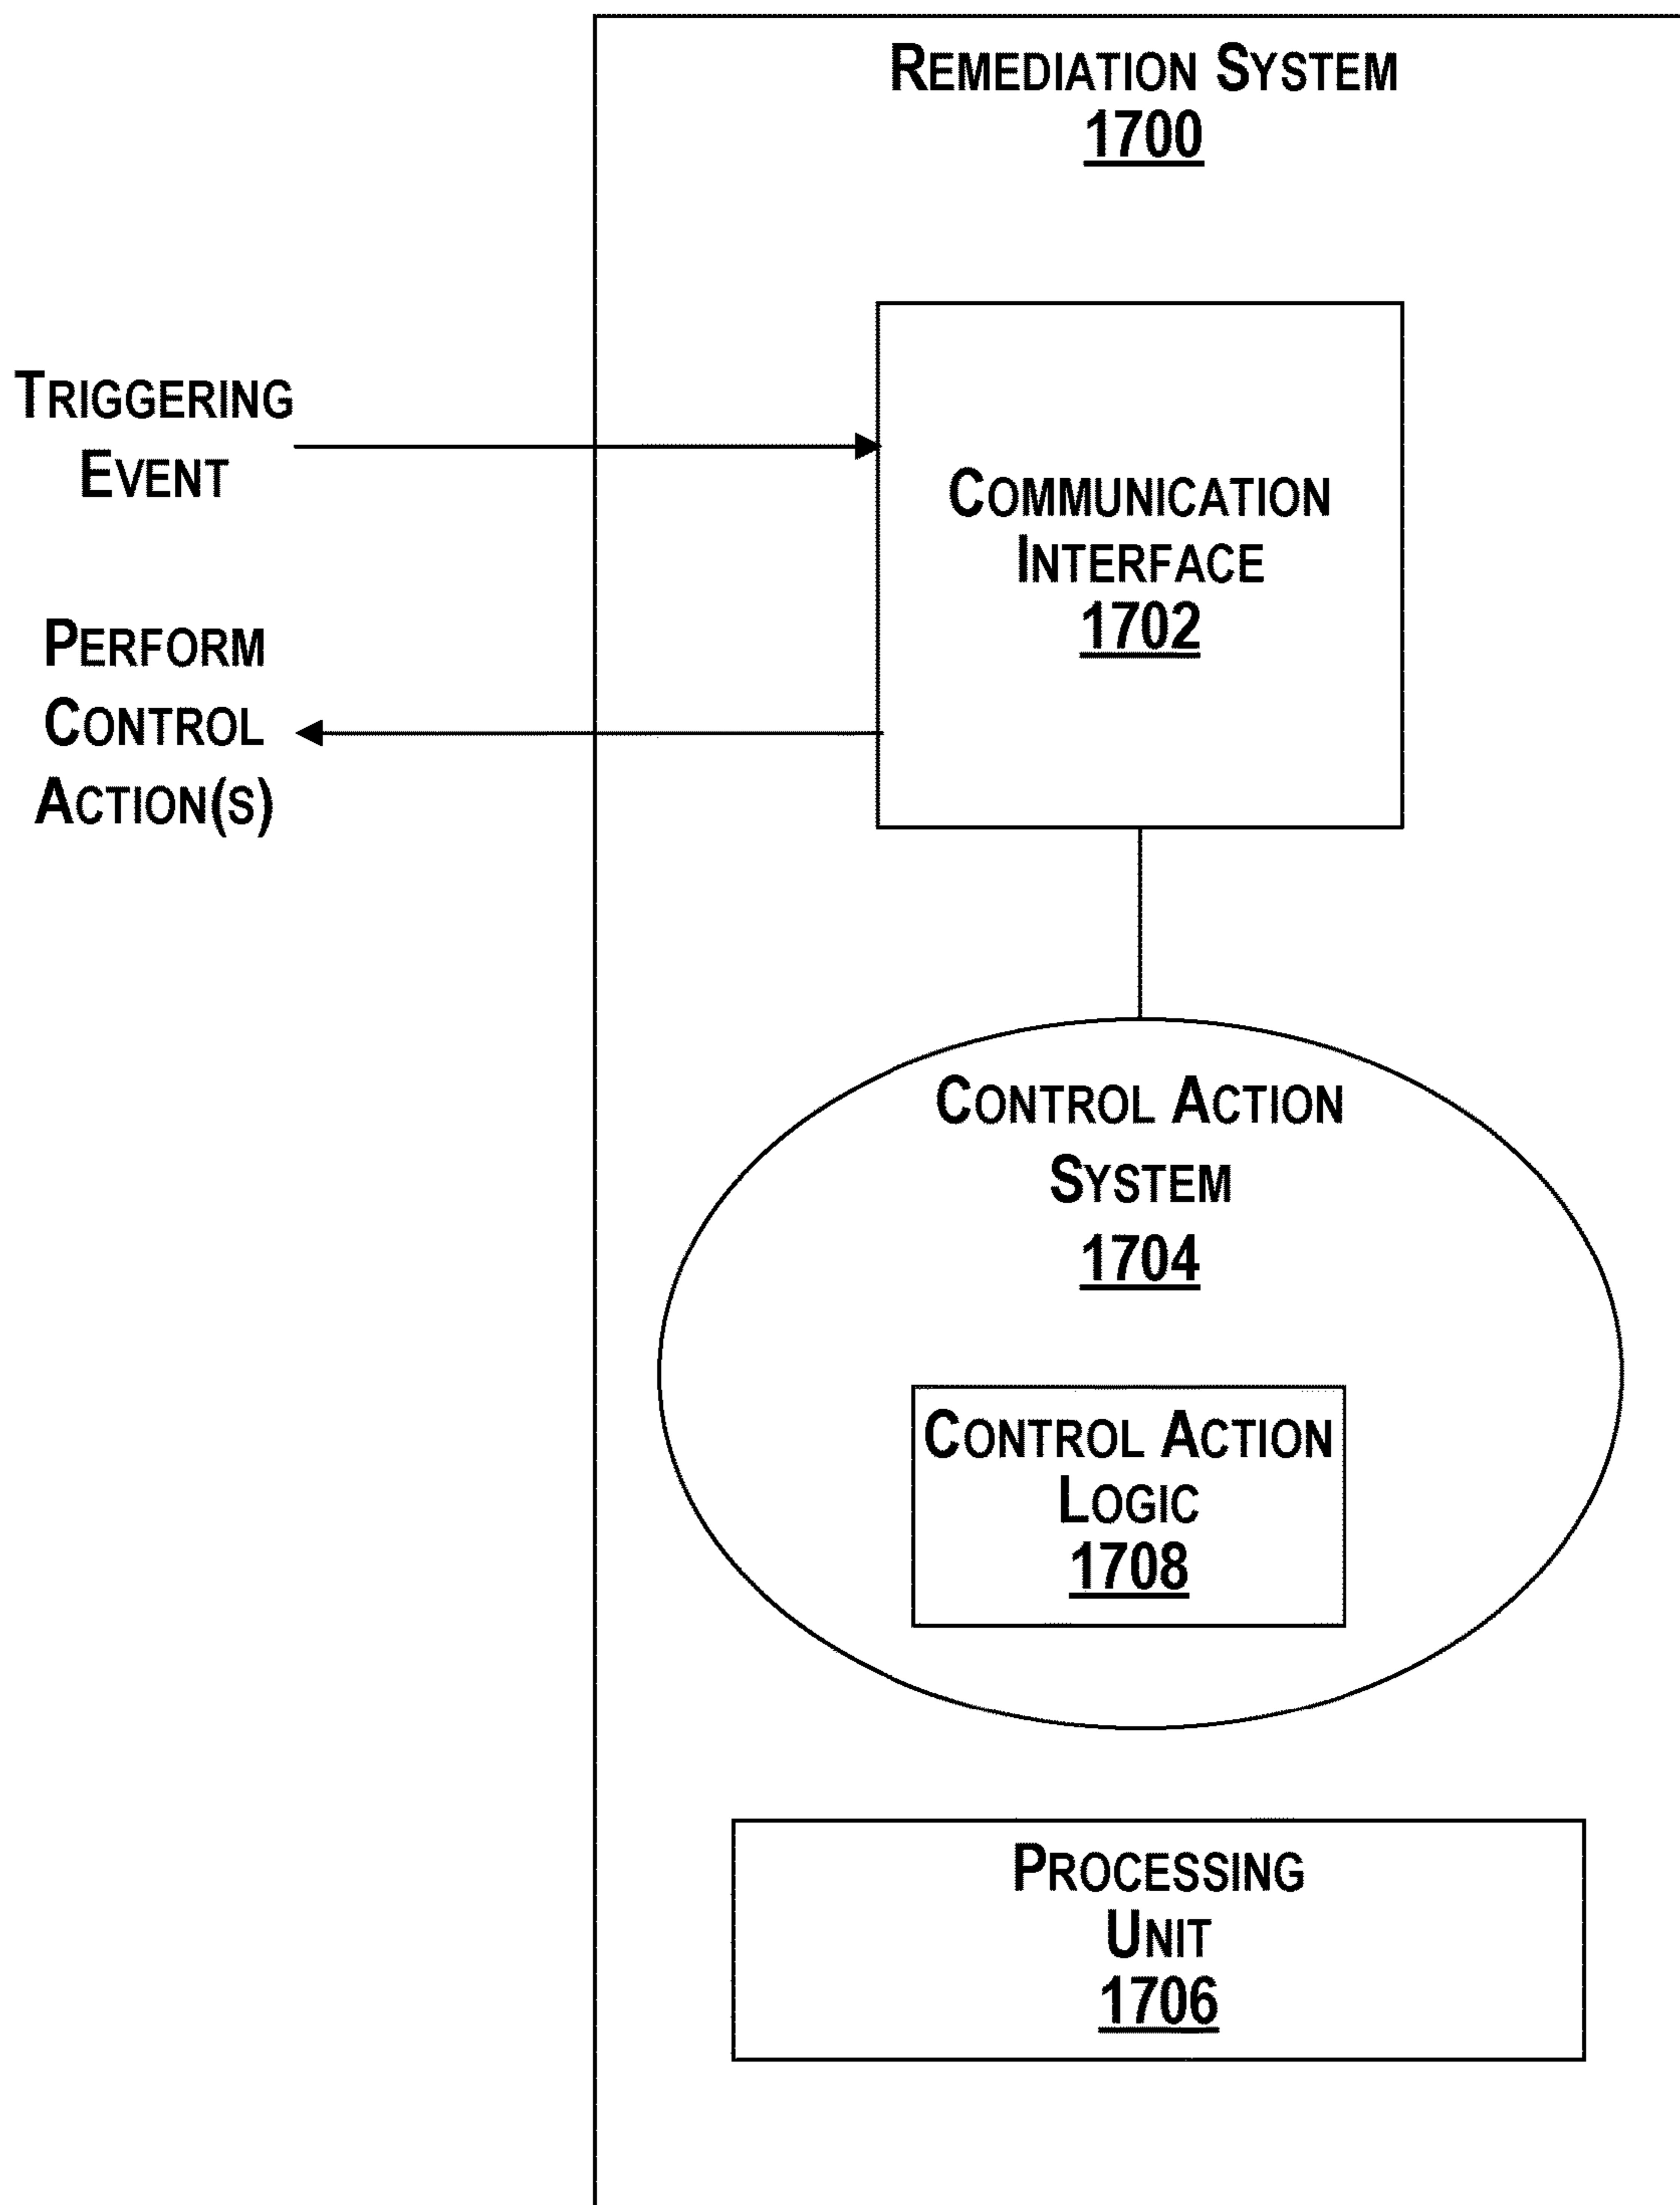 REMEDIATION SYSTEM
1700
TRIGGERING
EVENT
COMMUNICATION
INTERFACE
1702
PERFORM
CONTROL
ACTION(S)
CONTROL ACTION
SYSTEM
1704
CONTROL ACTION
LOGIC
1708
PROCESSING
UNIT
1706